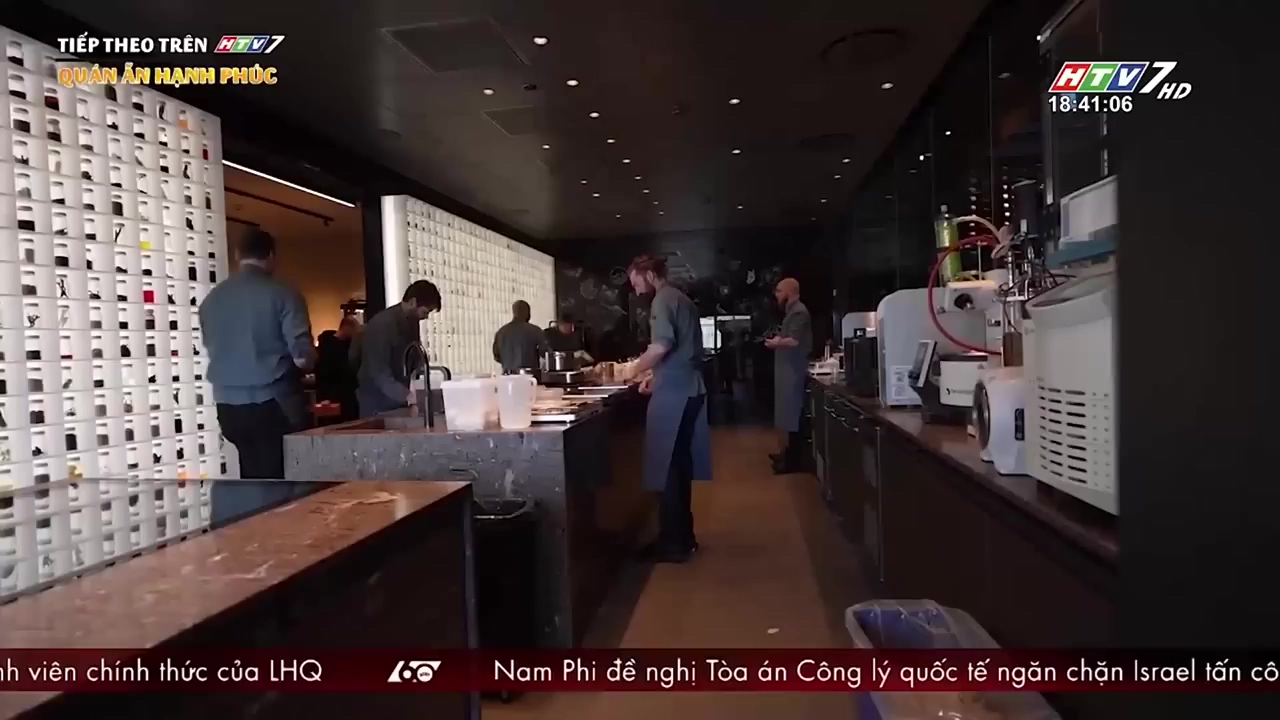 TIẾP THEO TRÊN HTV7
QUÁN ĂN HẠNH PHÚC
HTV7 HD
18:41:06
nh viên chính thức của LHQ 60 Nam Phi đề nghị Tòa án Công lý quốc tế ngăn chặn Israel tấn cô